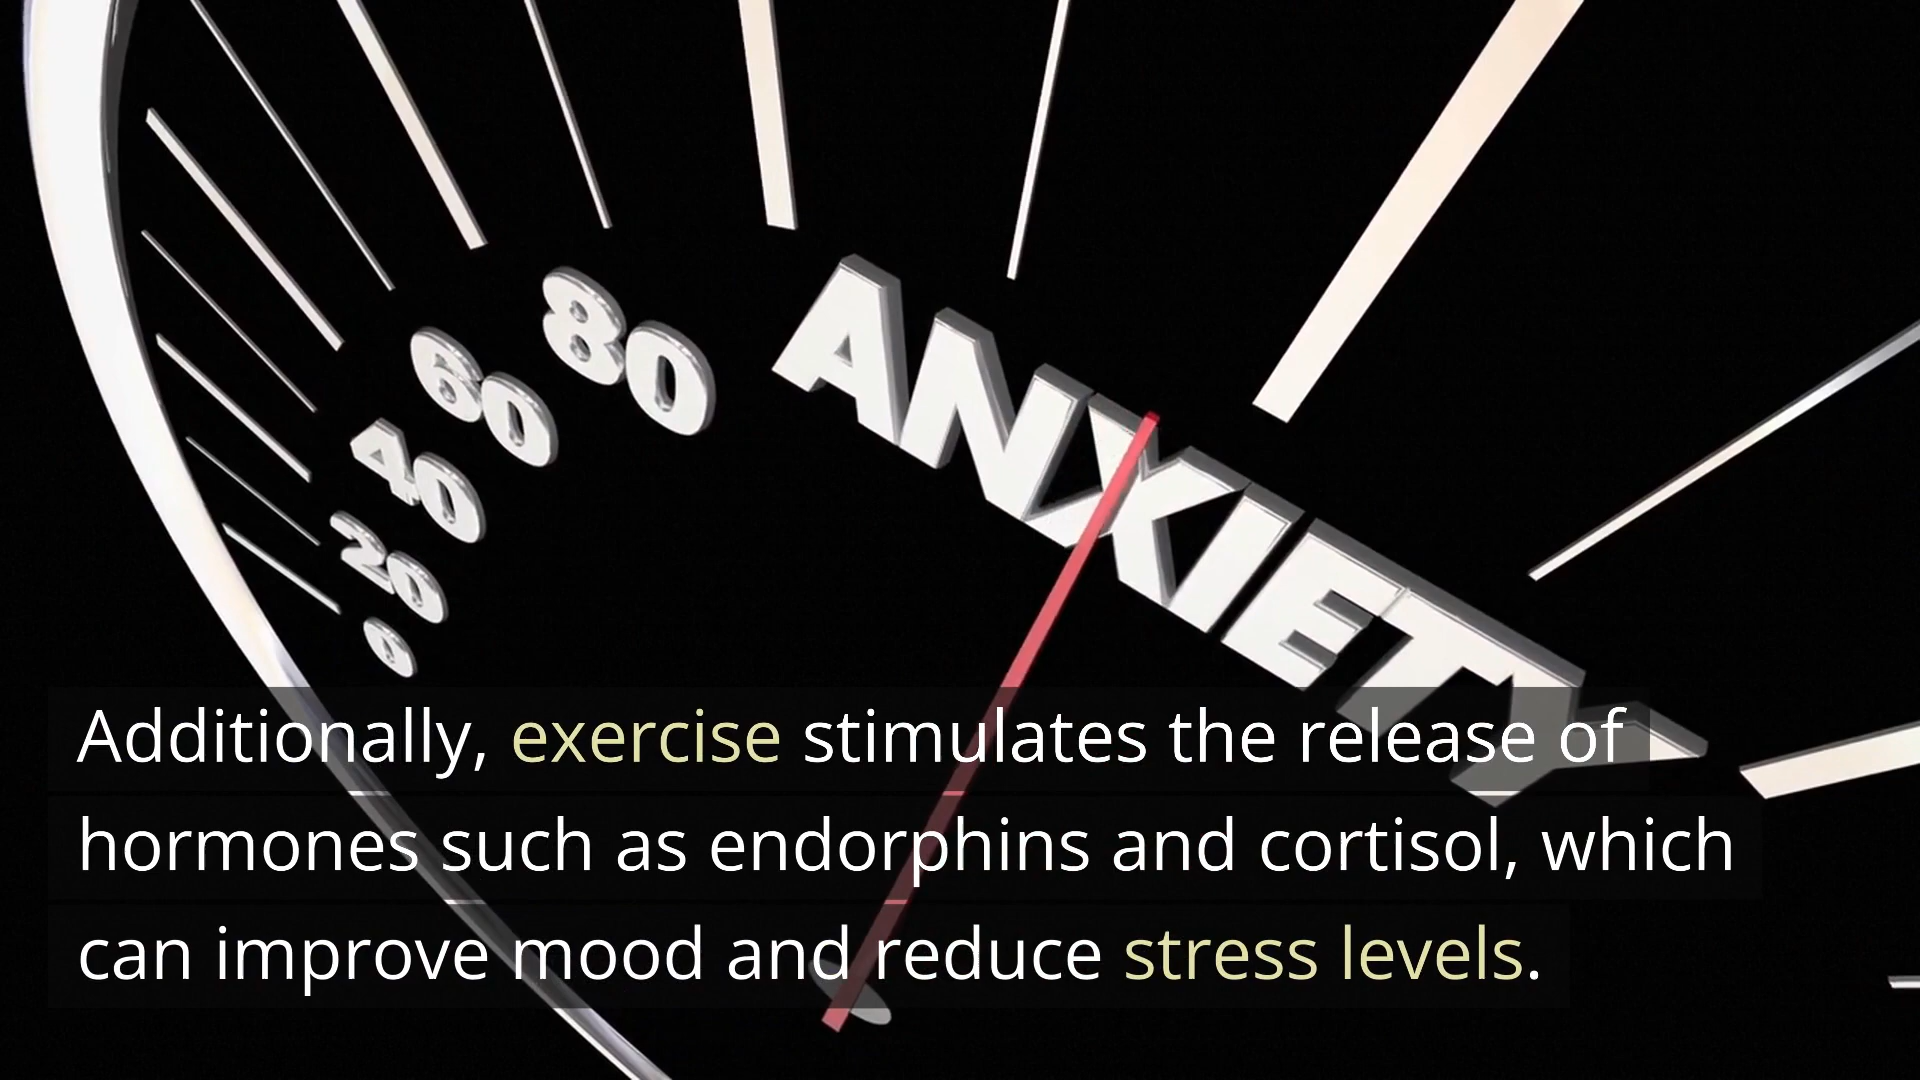 80
60
40
20
0
ANXIETY
Additionally, exercise stimulates the release of
hormones such as endorphins and cortisol, which
can improve mood and reduce stress levels.